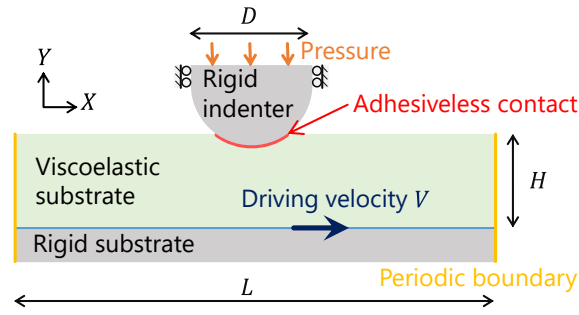 D
Pressure
Y
X
Rigid
indenter
Adhesiveless contact
Viscoelastic
substrate
H
Driving velocity V
Rigid substrate
Periodic boundary
L